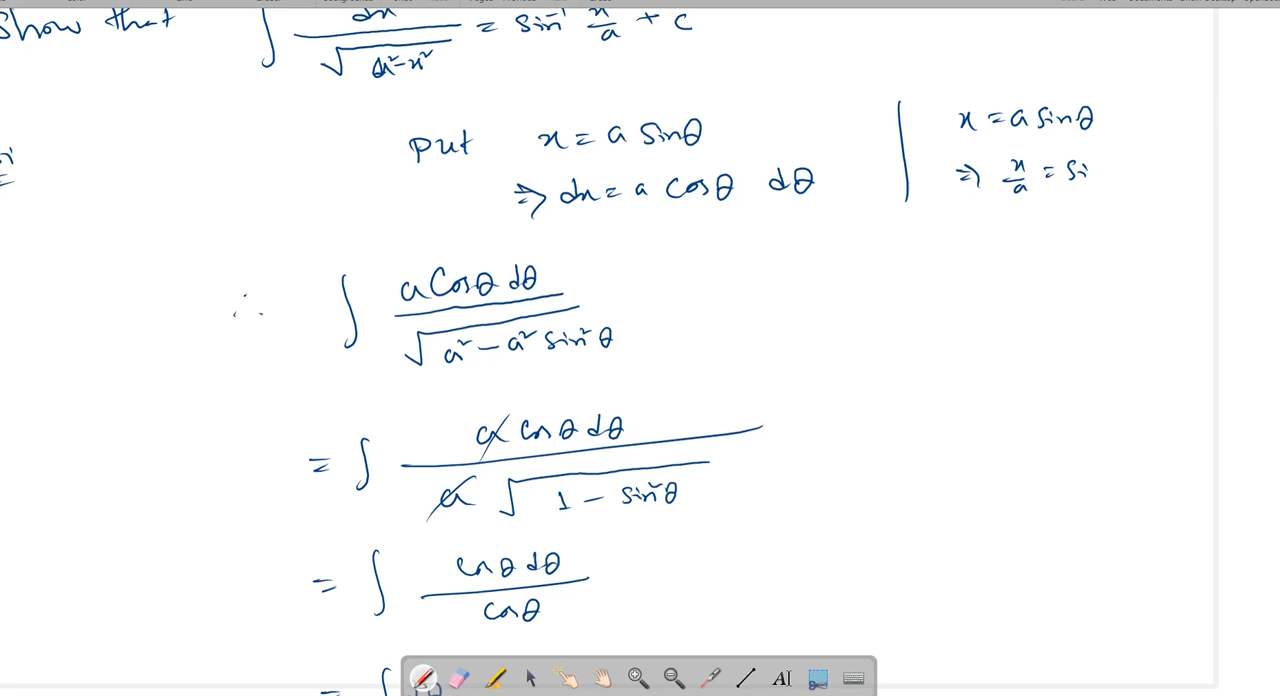 Show that ∫ dx / √(a²-x²) = sin⁻¹ x/a + c
put x = a sinθ
⇒ dx = a cosθ dθ
x = a sinθ
⇒ x/a = si
∴ ∫ a cosθ dθ / √(a² - a² sin²θ)
= ∫ a cosθ dθ / a √(1 - sin²θ)
= ∫ cosθ dθ / cosθ
= ∫